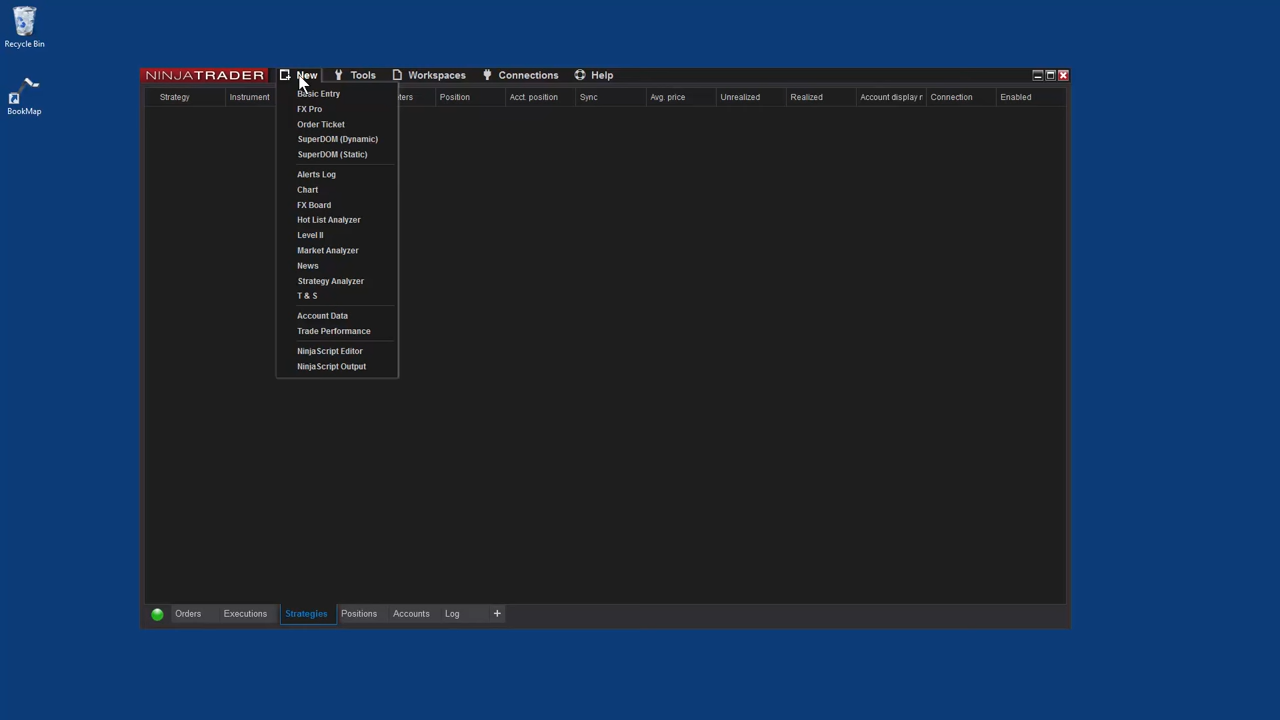 Recycle Bin
BookMap
NINJATRADER New Tools Workspaces Connections Help
Strategy Instrument ters Position Acct. position Sync Avg. price Unrealized Realized Account display r Connection Enabled
Basic Entry
FX Pro
Order Ticket
SuperDOM (Dynamic)
SuperDOM (Static)
Alerts Log
Chart
FX Board
Hot List Analyzer
Level II
Market Analyzer
News
Strategy Analyzer
T & S
Account Data
Trade Performance
NinjaScript Editor
NinjaScript Output
Orders Executions Strategies Positions Accounts Log +